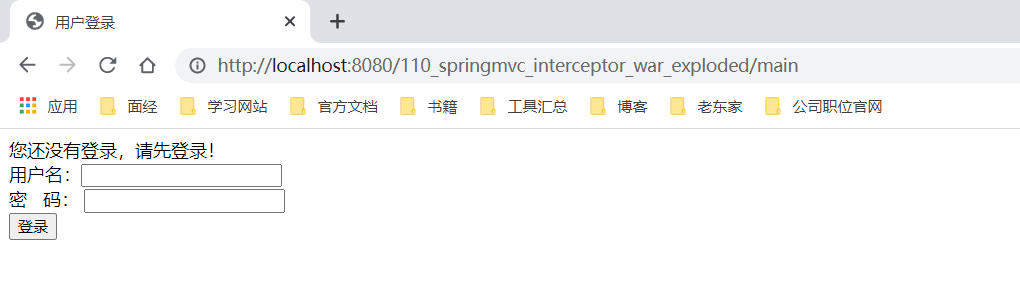 用户登录
http://localhost:8080/110_springmvc_interceptor_war_exploded/main
应用 面经 学习网站 官方文档 书籍 工具汇总 博客 老东家 公司职位官网
您还没有登录，请先登录！
用户名：
密 码：
登录